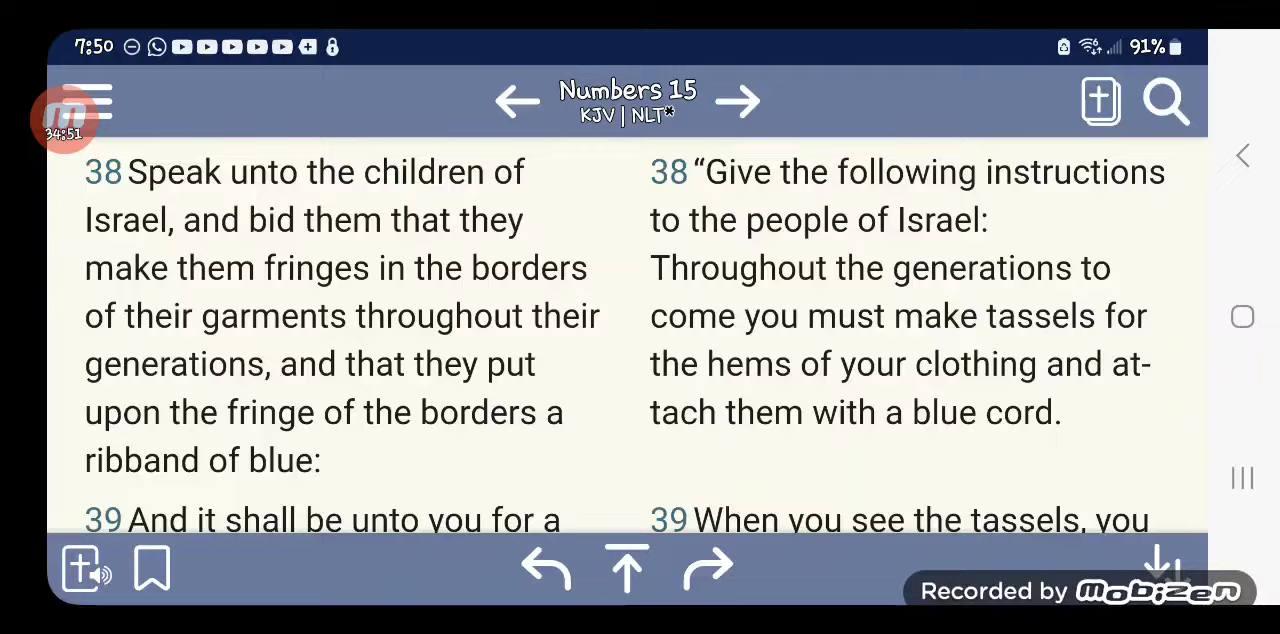 7:50
91%
34:51
Numbers 15
KJV | NLT*
38 Speak unto the children of
Israel, and bid them that they
make them fringes in the borders
of their garments throughout their
generations, and that they put
upon the fringe of the borders a
ribband of blue:
39 And it shall be unto you for a
38 “Give the following instructions
to the people of Israel:
Throughout the generations to
come you must make tassels for
the hems of your clothing and at-
tach them with a blue cord.
39 When you see the tassels, you
Recorded by MOBIZEN